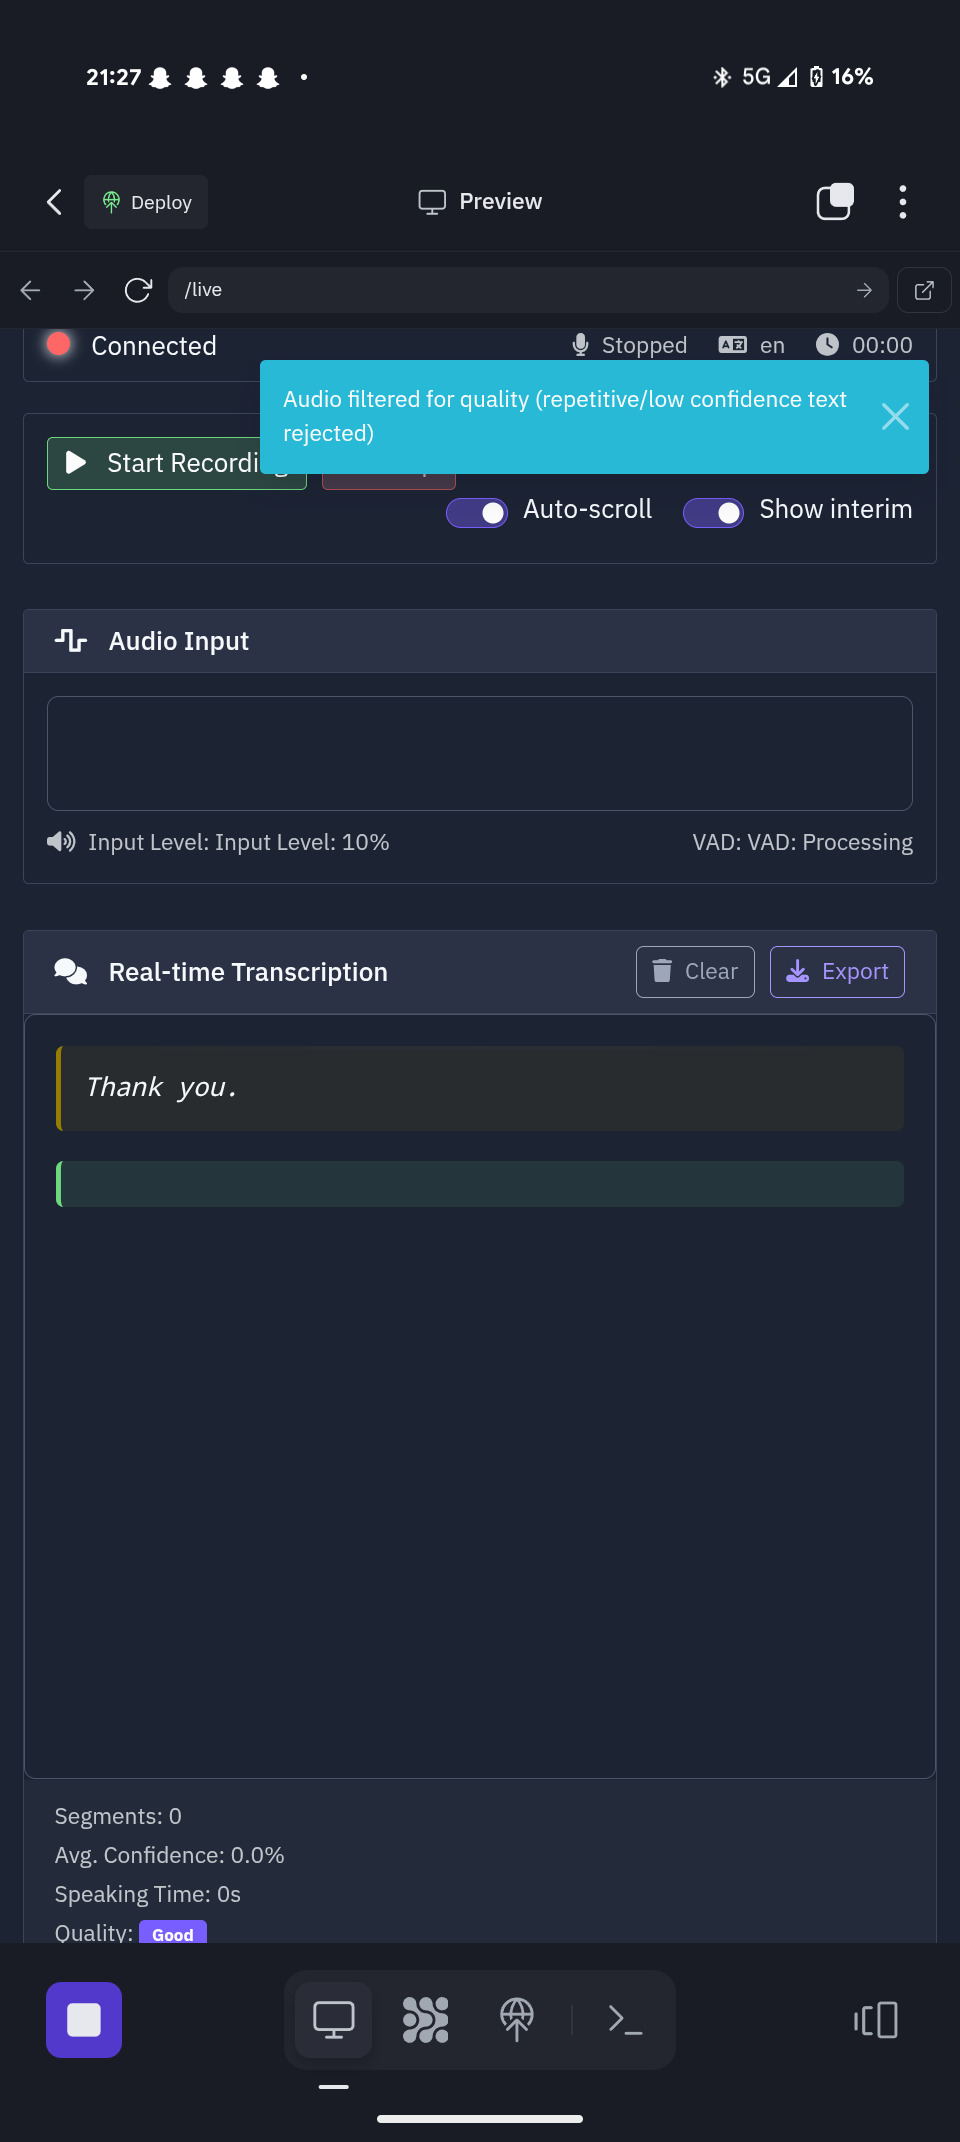 21:27
5G
16%
Deploy
Preview
/live
Connected
Stopped
en
00:00
Audio filtered for quality (repetitive/low confidence text
rejected)
Start Recording
Auto-scroll
Show interim
Audio Input
Input Level: Input Level: 10%
VAD: VAD: Processing
Real-time Transcription
Clear
Export
Thank you.
Segments: 0
Avg. Confidence: 0.0%
Speaking Time: 0s
Quality: Good